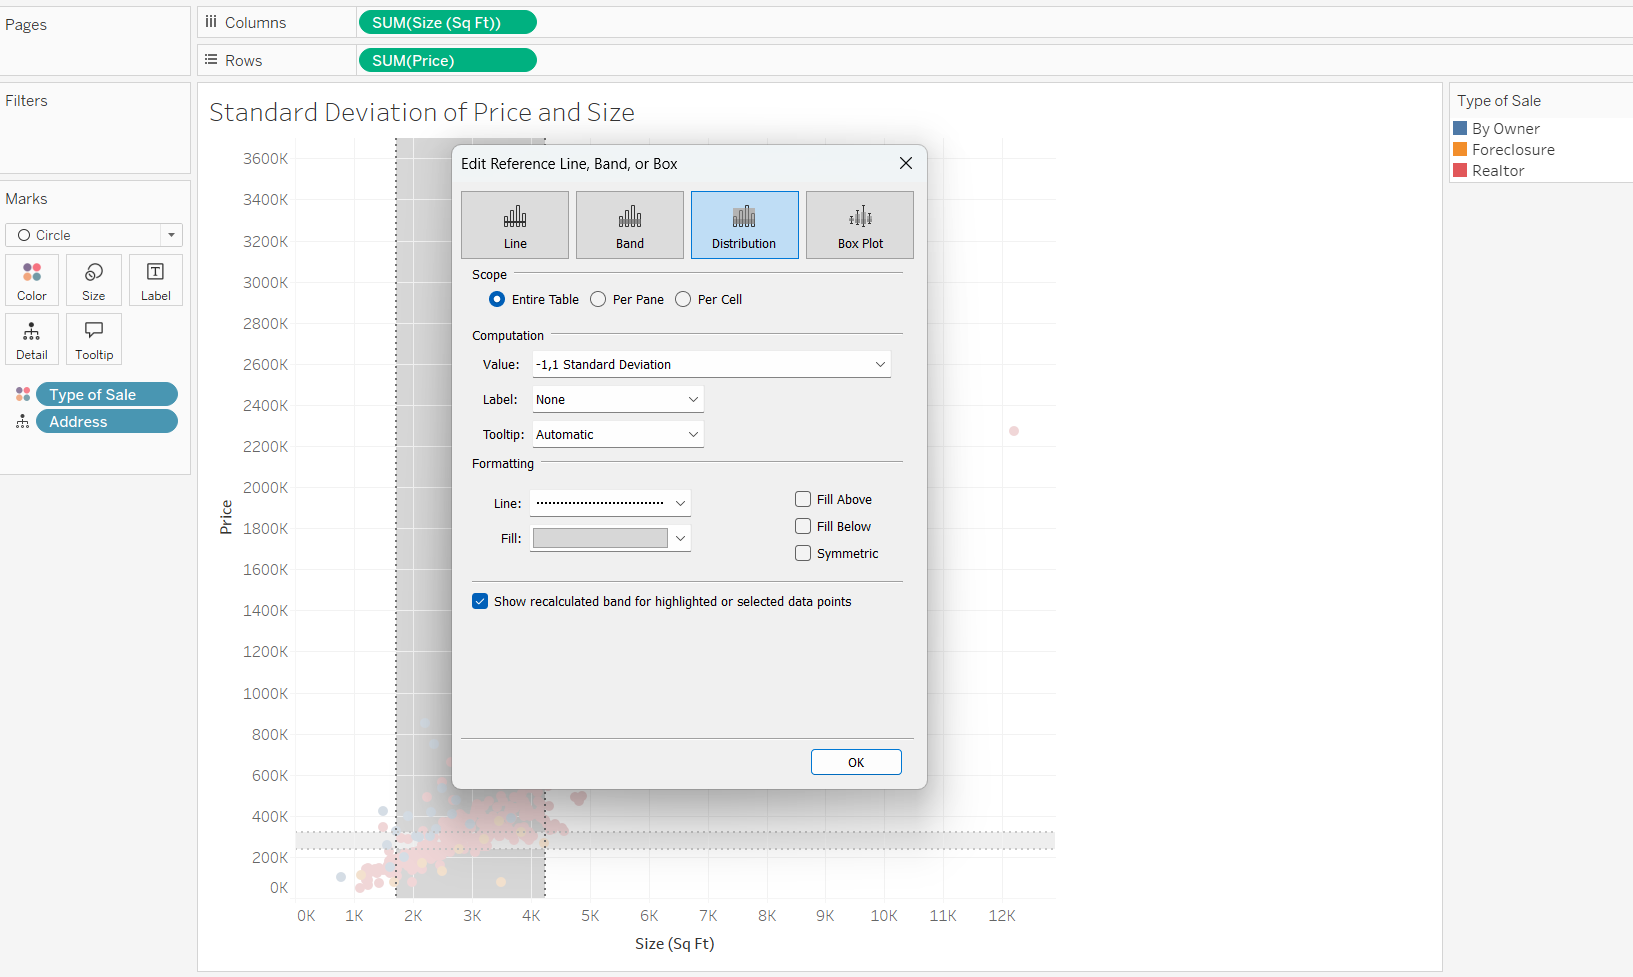 Pages
Columns
SUM(Size (Sq Ft))
Rows
SUM(Price)
Filters
Marks
Circle
Color
Size
Label
Detail
Tooltip
Type of Sale
Address
Standard Deviation of Price and Size
3600K
3400K
3200K
3000K
2800K
2600K
2400K
2200K
2000K
1800K
1600K
1400K
1200K
1000K
800K
600K
400K
200K
0K
Price
0K 1K 2K 3K 4K 5K 6K 7K 8K 9K 10K 11K 12K
Size (Sq Ft)
Edit Reference Line, Band, or Box
Line
Band
Distribution
Box Plot
Scope
Entire Table
Per Pane
Per Cell
Computation
Value: -1,1 Standard Deviation
Label: None
Tooltip: Automatic
Formatting
Line:
Fill:
Fill Above
Fill Below
Symmetric
Show recalculated band for highlighted or selected data points
OK
Type of Sale
By Owner
Foreclosure
Realtor